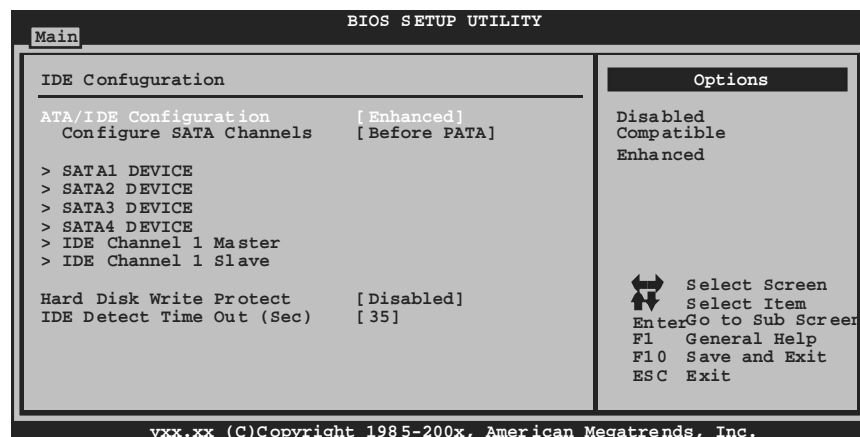 BIOS SETUP UTILITY
Main
IDE Confuguration
ATA/IDE Configuration [Enhanced]
Configure SATA Channels [Before PATA]
> SATA1 DEVICE
> SATA2 DEVICE
> SATA3 DEVICE
> SATA4 DEVICE
> IDE Channel 1 Master
> IDE Channel 1 Slave
Hard Disk Write Protect [Disabled]
IDE Detect Time Out (Sec) [35]
Options
Disabled
Compatible
Enhanced
Select Screen
Select Item
Enter Go to Sub Screen
F1 General Help
F10 Save and Exit
ESC Exit
vxx.xx (C)Copyright 1985-200x, American Megatrends, Inc.